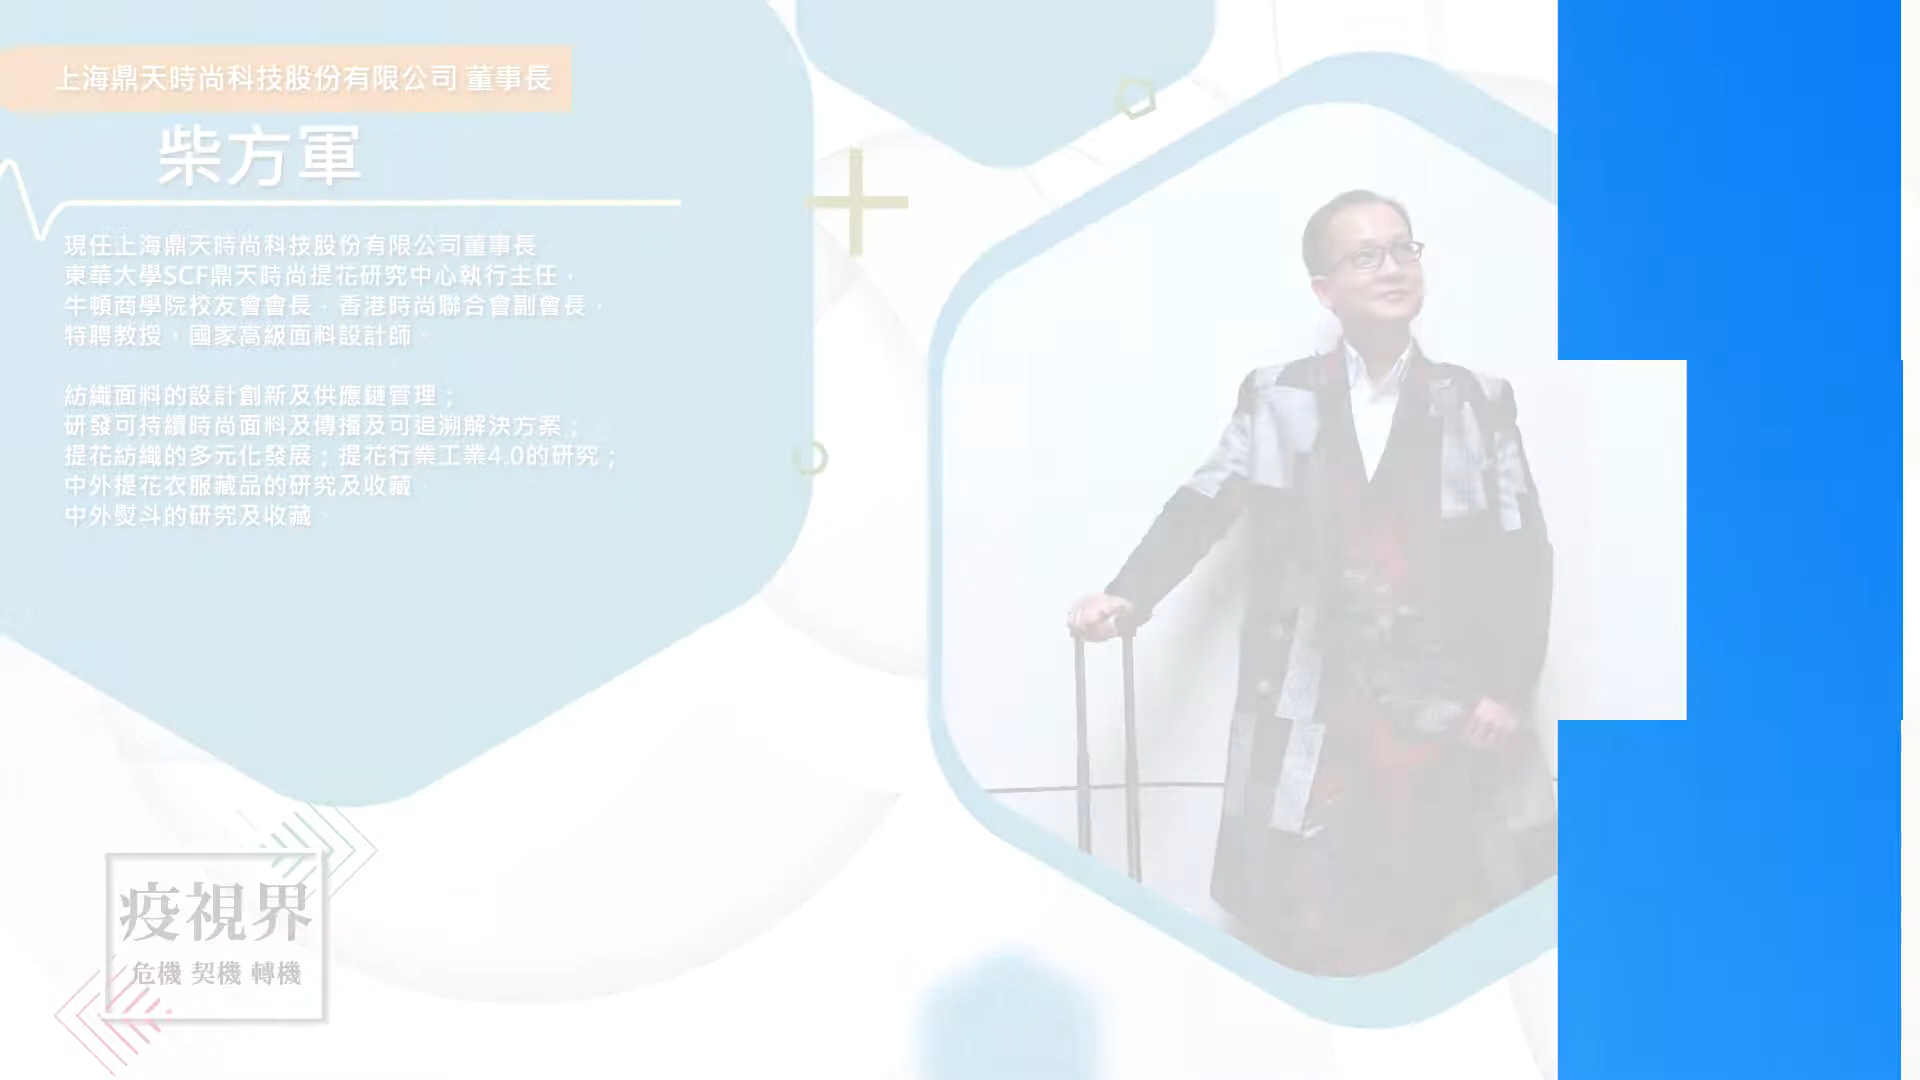 上海鼎天時尚科技股份有限公司 董事長
柴方軍
現任上海鼎天時尚科技股份有限公司董事長，
東華大學SCF鼎天時尚提花研究中心執行主任，
牛頓商學院校友會會長，香港時尚聯合會副會長，
特聘教授，國家高級面料設計師。
紡織面料的設計創新及供應鏈管理；
研發可持續時尚面料及傳播及可追溯解決方案；
提花紡織的多元化發展；提花行業工業4.0的研究；
中外提花衣服藏品的研究及收藏。
中外熨斗的研究及收藏。
疫視界
危機 契機 轉機